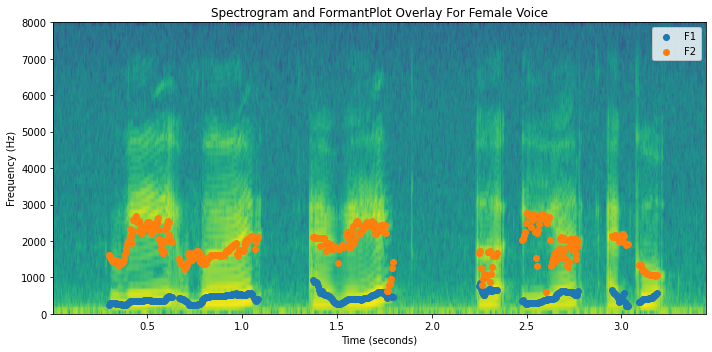 Spectrogram and FormantPlot Overlay For Female Voice
Frequency (Hz)
8000
7000
6000
5000
4000
3000
2000
1000
0
F1
F2
0.5 1.0 1.5 2.0 2.5 3.0
Time (seconds)